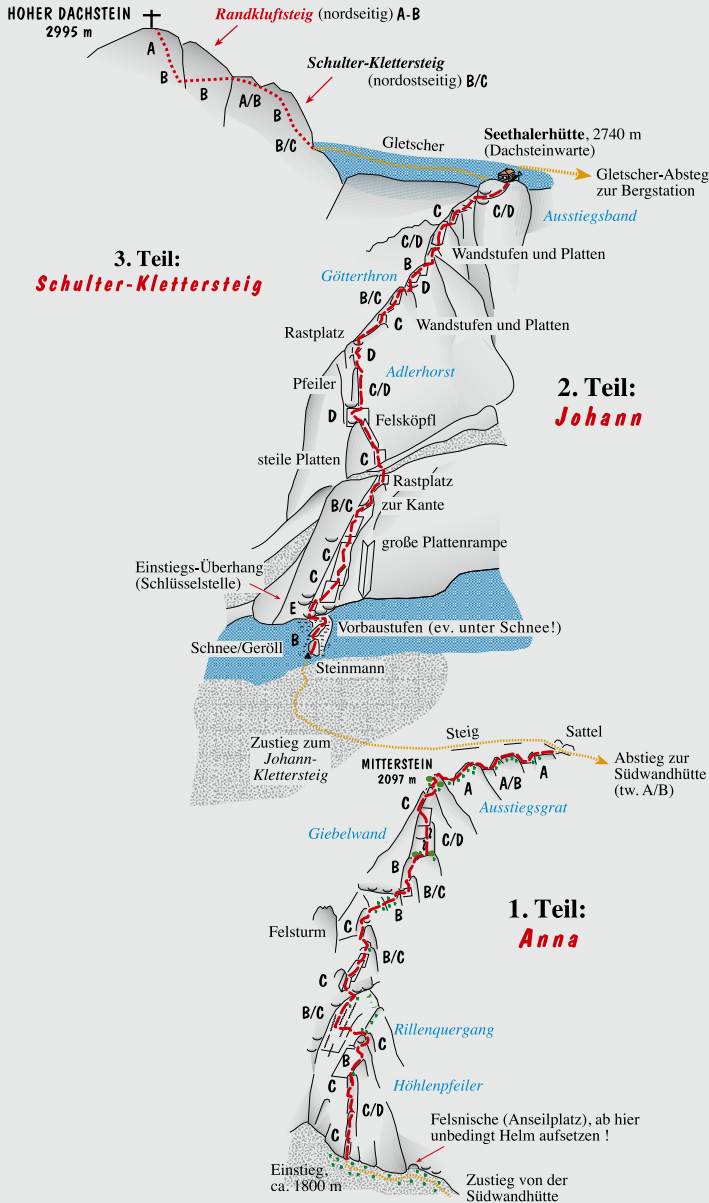 HOHER DACHSTEIN
2995 m
Randkluftsteig (nordseitig) A-B
A
B
B
A/B
B
B/C
Schulter-Klettersteig
(nordostseitig) B/C
Gletscher
Seethalerhütte, 2740 m
(Dachsteinwarte)
Gletscher-Abstieg
zur Bergstation
C
C/D
Ausstiegsband
C/D
Wandstufen und Platten
B
3. Teil:
Schulter-Klettersteig
Götterthron
D
B/C
C
Wandstufen und Platten
Rastplatz
D
Adlerhorst
Pfeiler
C/D
2. Teil:
Johann
D
Felsköpfl
steile Platten
C
Rastplatz
B/C
zur Kante
C
große Plattenrampe
Einstiegs-Überhang
(Schlüsselstelle)
C
E
Vorbaustufen (ev. unter Schnee!)
B
Schnee/Geröll
Steinmann
Zustieg zum
Johann-
Klettersteig
Steig
Sattel
Abstieg zur
Südwandhütte
(tw. A/B)
MITTERSTEIN
2097 m
A
A/B
A
Ausstiegsgrat
C
Giebelwand
C/D
B
B/C
B
1. Teil:
Anna
Felsturm
C
B/C
C
B/C
Rillenquergang
C
B
Höhlenpfeiler
C
C/D
C
Felsnische (Anseilplatz), ab hier
unbedingt Helm aufsetzen !
Einstieg,
ca. 1800 m
Zustieg von der
Südwandhütte